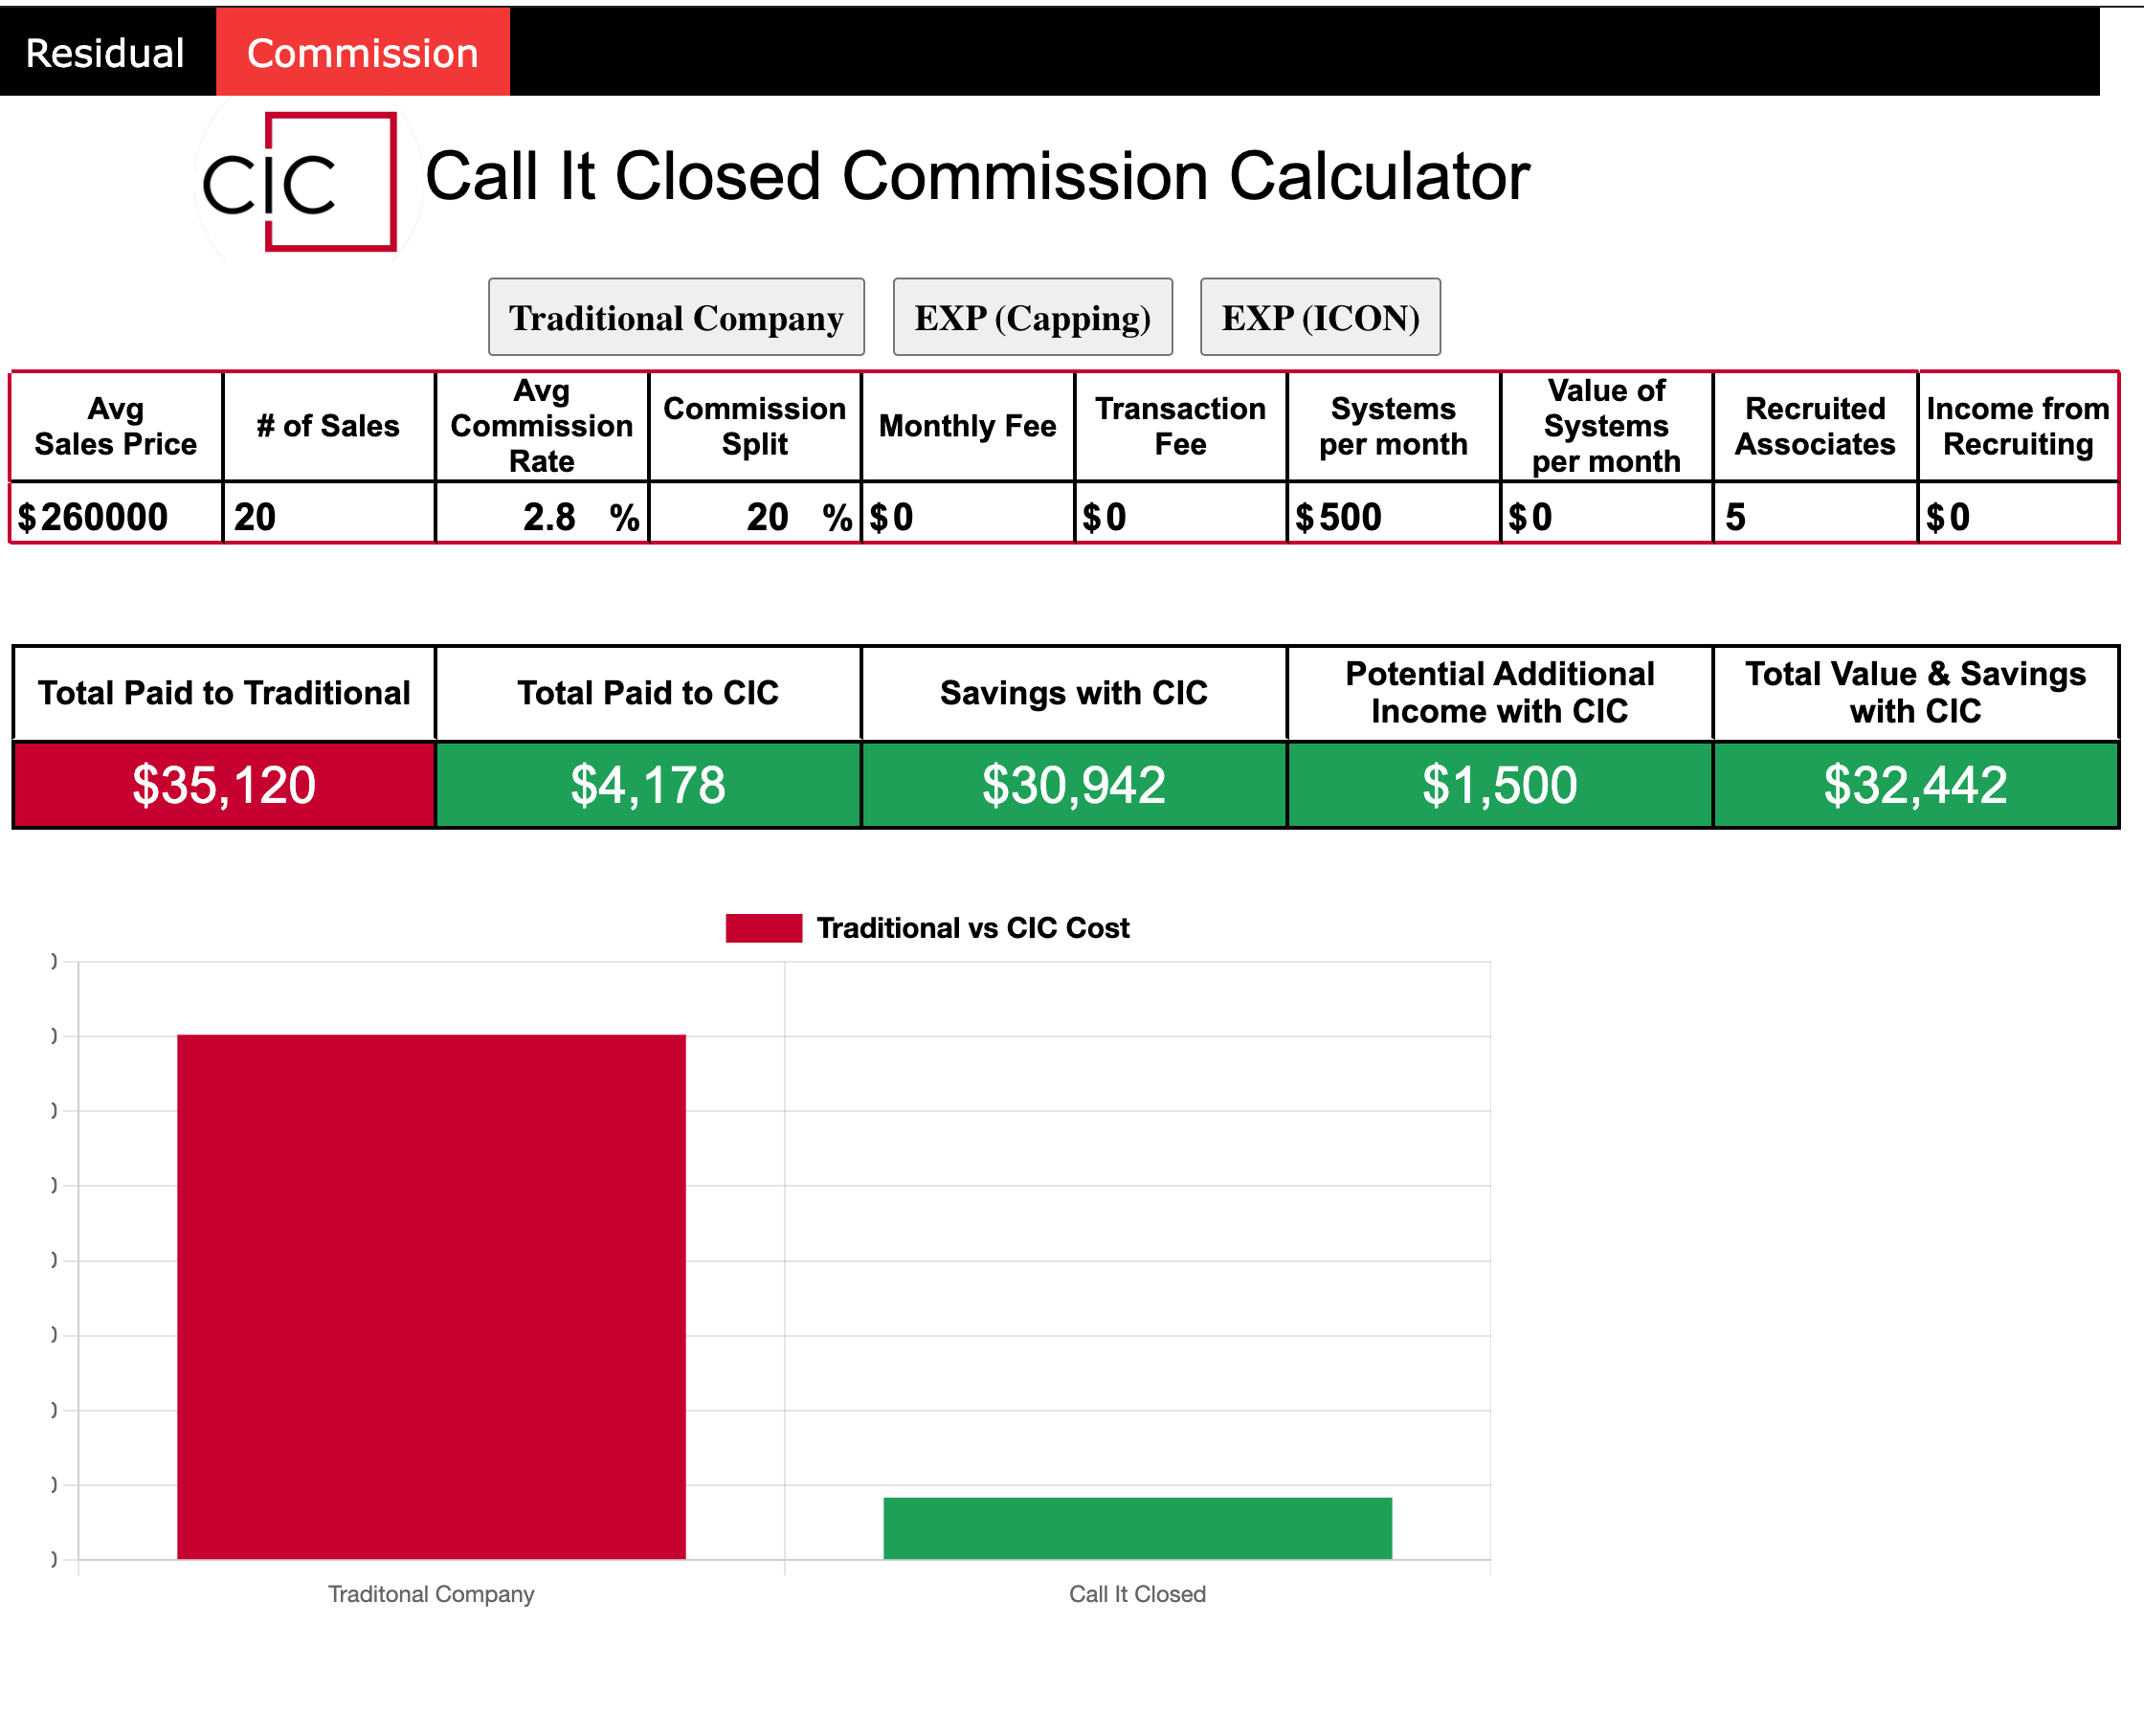 Residual Commission
CIC Call It Closed Commission Calculator
Traditional Company EXP (Capping) EXP (ICON)
Avg
Sales Price
# of Sales
Avg
Commission
Rate
Commission
Split
Monthly Fee
Transaction
Fee
Systems
per month
Value of
Systems
per month
Recruited
Associates
Income from
Recruiting
$260000 20 2.8 % 20 % $0 $0 $500 $0 5 $0
Total Paid to Traditional
Total Paid to CIC
Savings with CIC
Potential Additional
Income with CIC
Total Value & Savings
with CIC
$35,120 $4,178 $30,942 $1,500 $32,442
Traditional vs CIC Cost
Traditonal Company Call It Closed